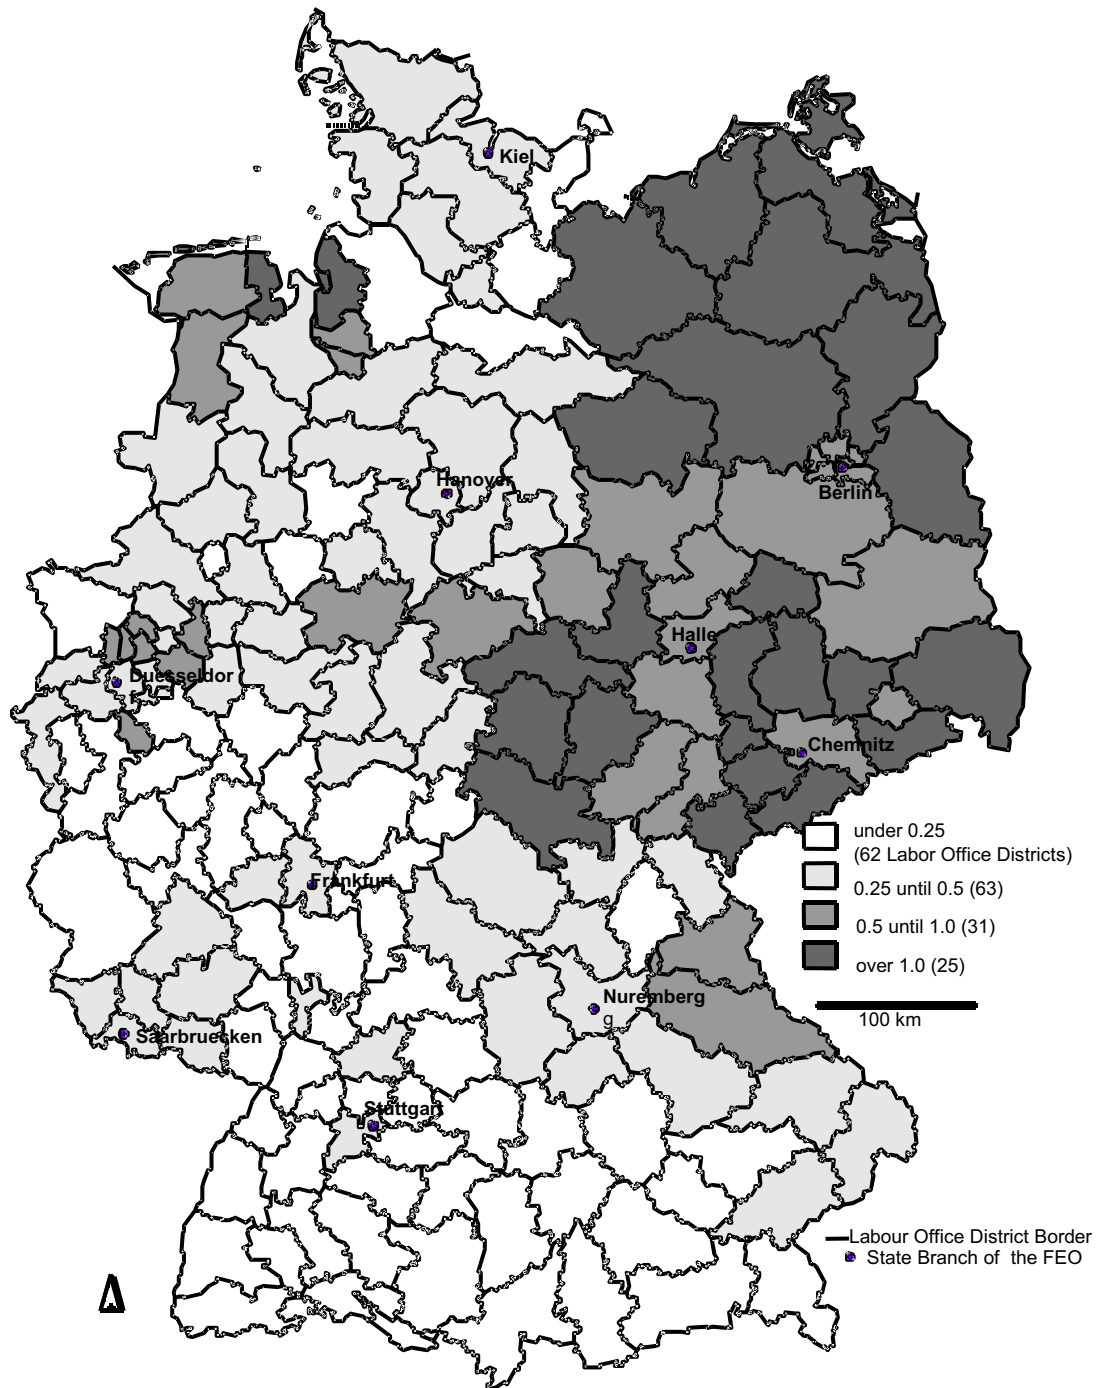 Kiel
Hanover
Berlin
Halle
Duesseldor
f
Chemnitz
under 0.25
(62 Labor Office Districts)
0.25 until 0.5 (63)
0.5 until 1.0 (31)
over 1.0 (25)
Frankfurt
Nuremberg
g
100 km
Saarbruecken
Stuttgart
Labour Office District Border
State Branch of the FEO